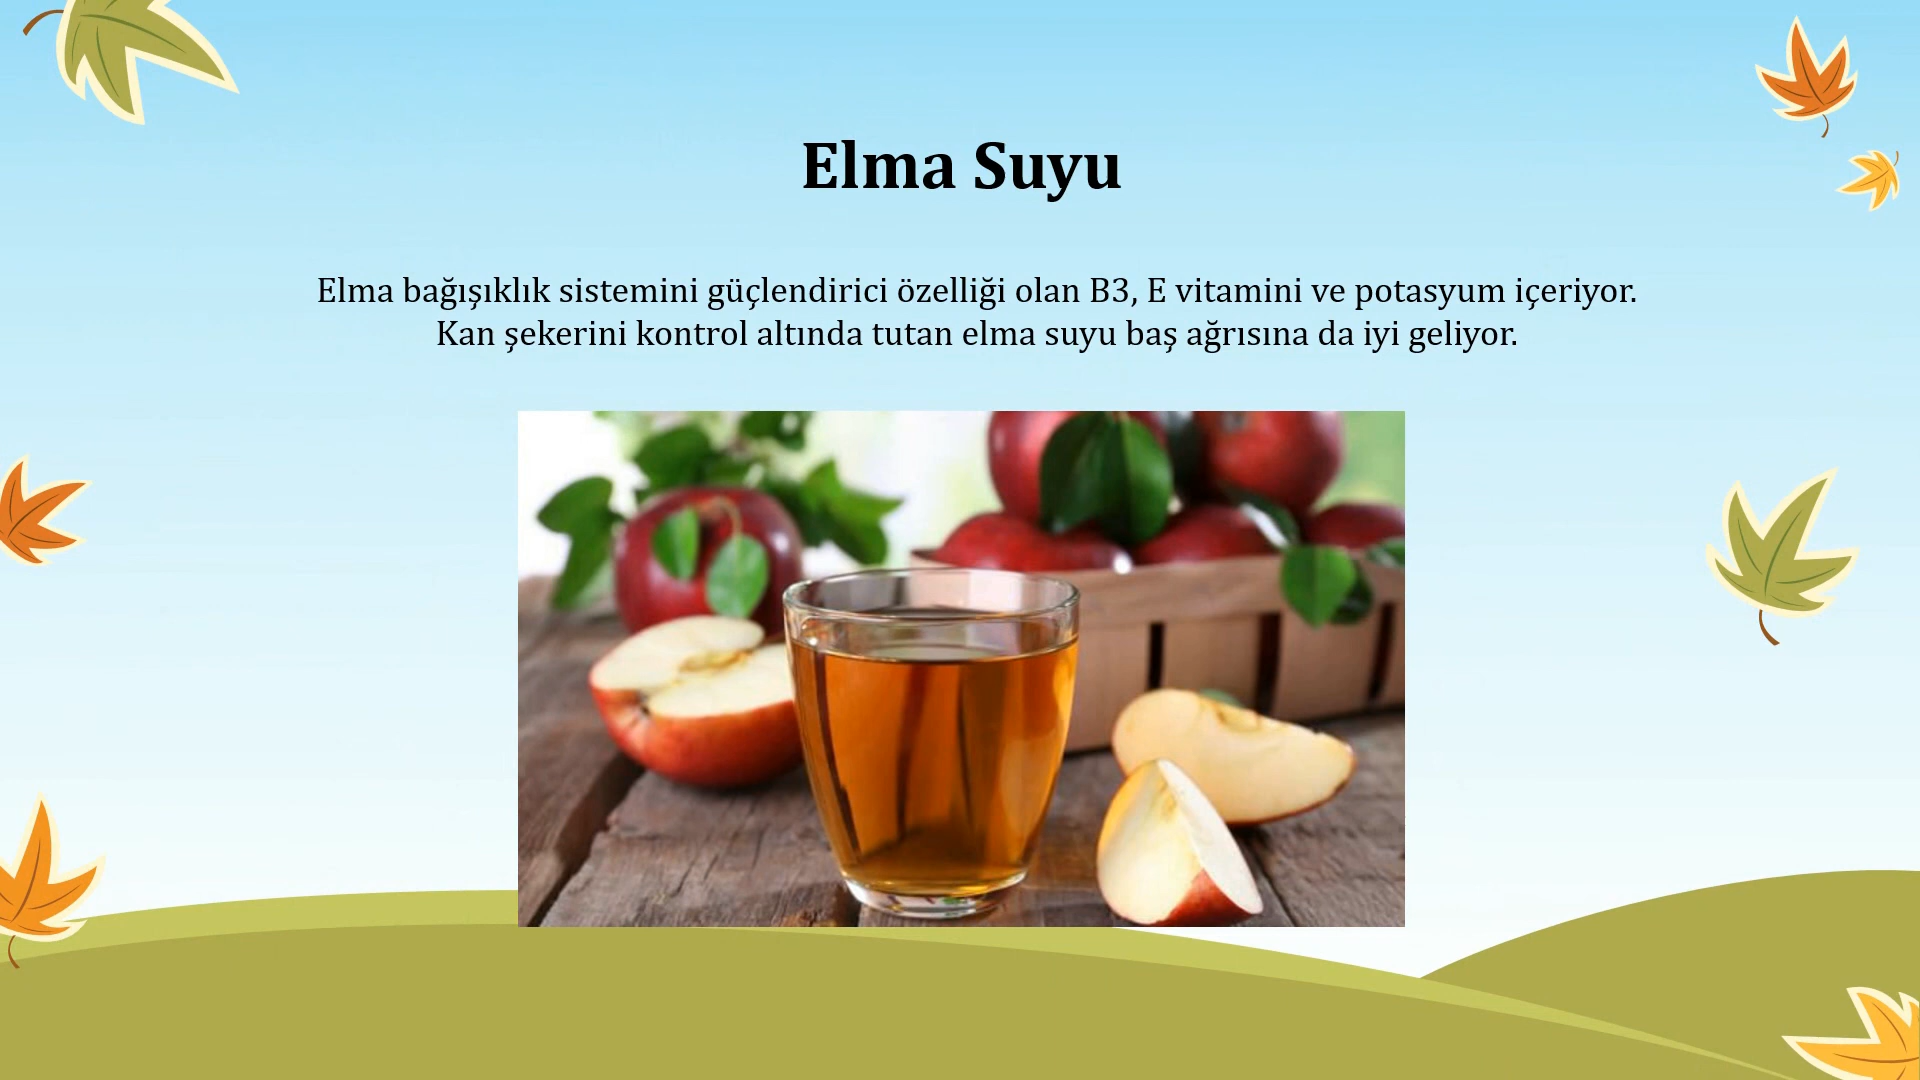 Elma Suyu
Elma bağışıklık sistemini güçlendirici özelliği olan B3, E vitamini ve potasyum içeriyor.
Kan şekerini kontrol altında tutan elma suyu baş ağrısına da iyi geliyor.